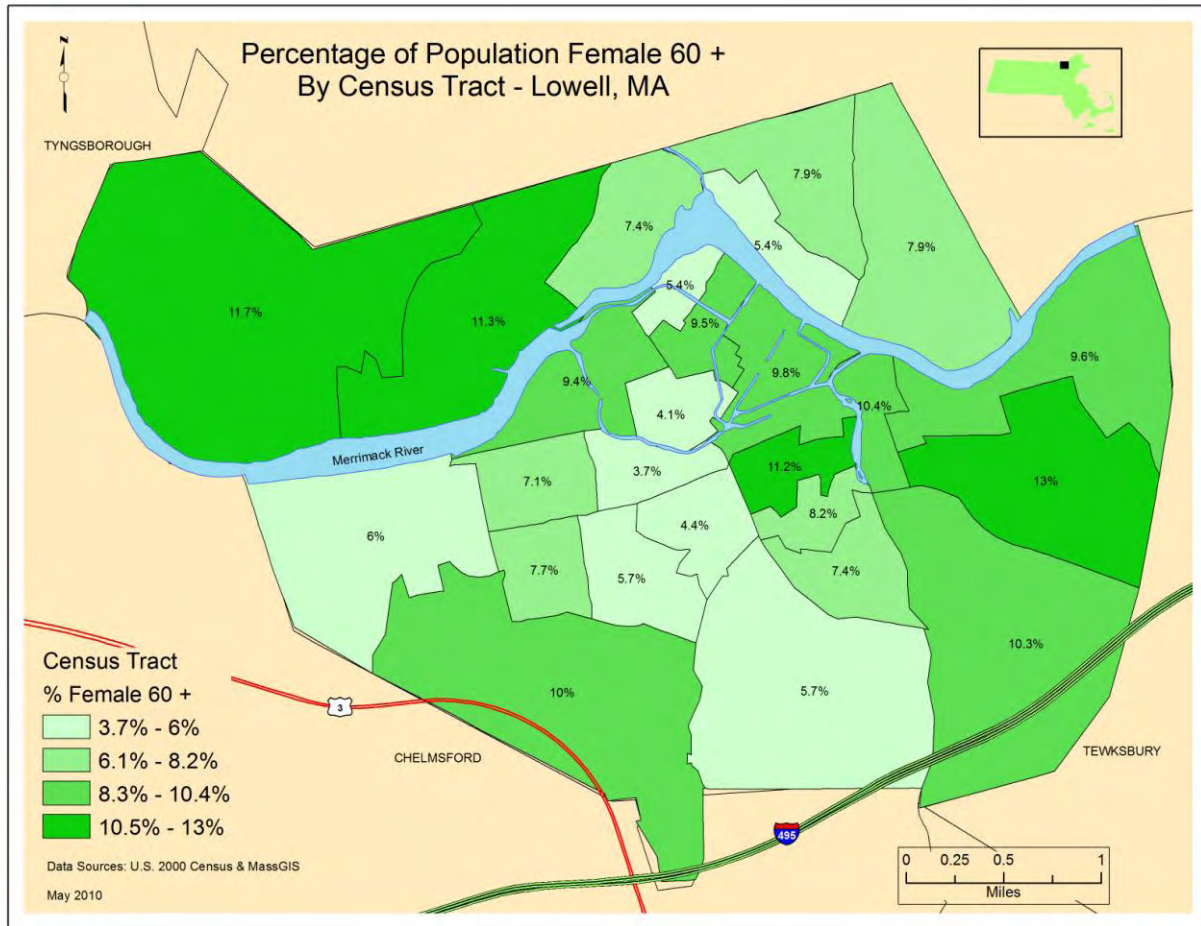 Percentage of Population Female 60 +
By Census Tract - Lowell, MA
TYNGSBOROUGH
7.9%
7.4%
5.4%
7.9%
5.4%
11.7%
11.3%
9.5%
9.6%
9.4%
9.8%
10.4%
4.1%
Merrimack River
3.7%
11.2%
7.1%
13%
8.2%
4.4%
6%
7.7%
5.7%
7.4%
10.3%
10%
5.7%
3
CHELMSFORD
TEWKSBURY
495
Census Tract
% Female 60 +
3.7% - 6%
6.1% - 8.2%
8.3% - 10.4%
10.5% - 13%
Data Sources: U.S. 2000 Census & MassGIS
May 2010
0 0.25 0.5 1
Miles